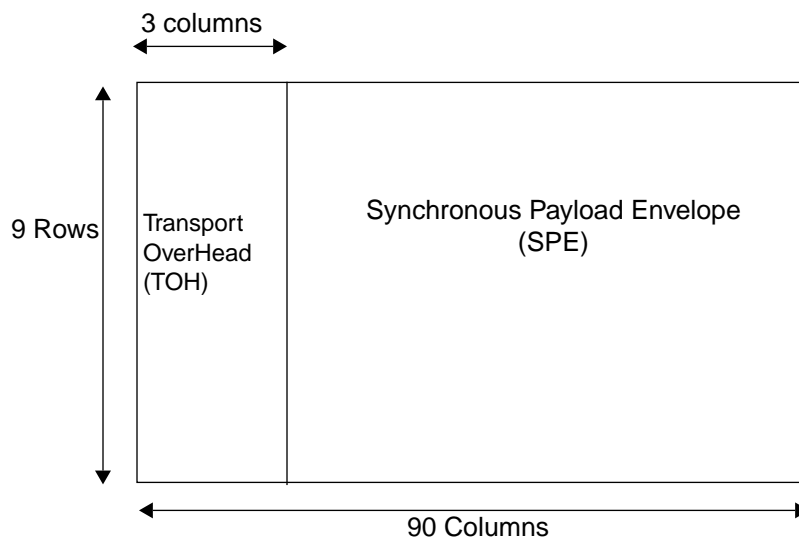 3 columns
9 Rows
Transport
OverHead
(TOH)
Synchronous Payload Envelope
(SPE)
90 Columns